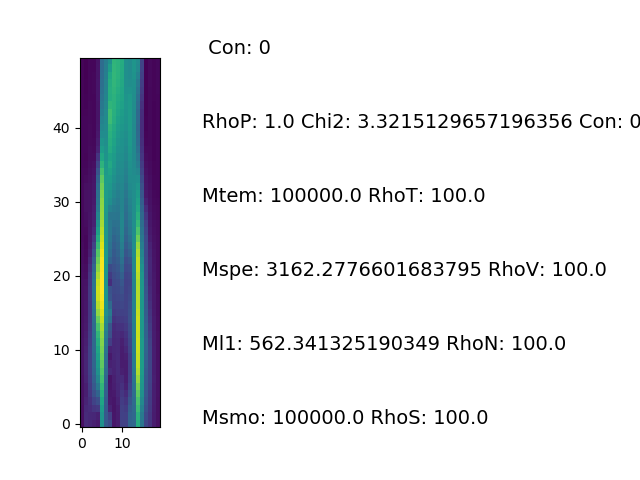 Con: 0
RhoP: 1.0 Chi2: 3.3215129657196356 Con: 0
Mtem: 100000.0 RhoT: 100.0
Mspe: 3162.2776601683795 RhoV: 100.0
Ml1: 562.341325190349 RhoN: 100.0
Msmo: 100000.0 RhoS: 100.0
40
30
20
10
0
0 10